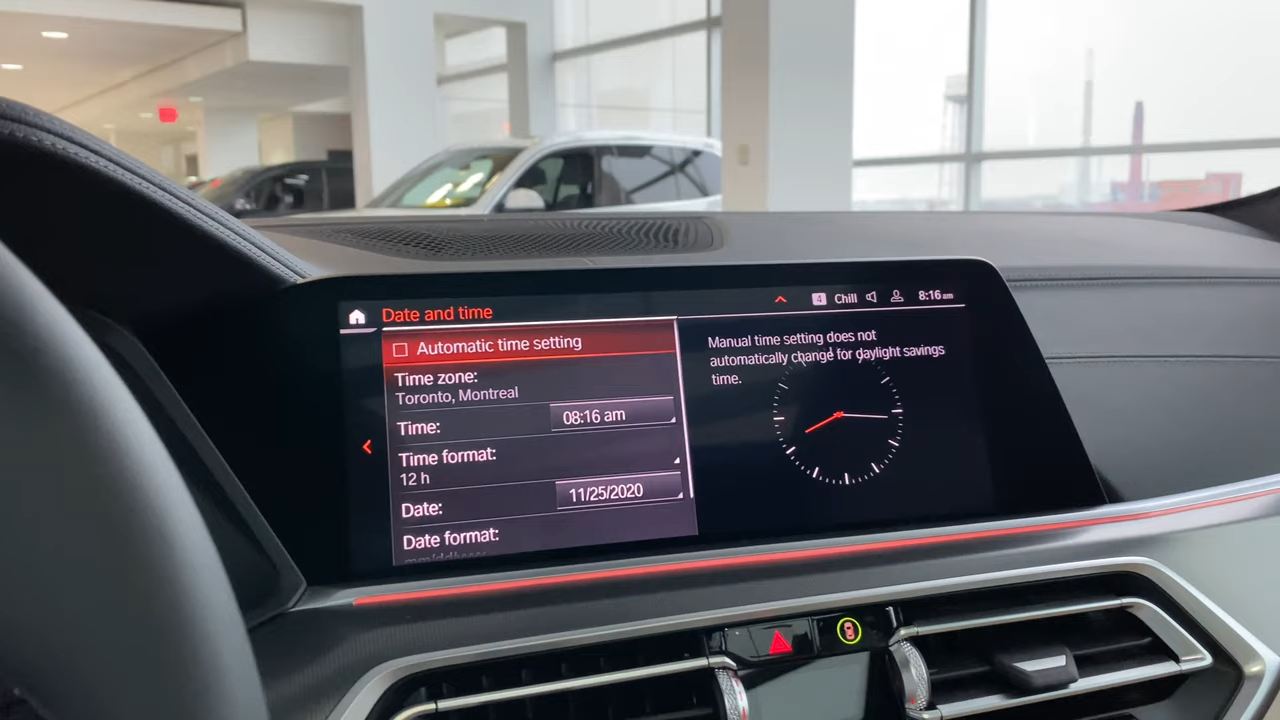 Date and time
4 Chill 8:16 am
Automatic time setting
Time zone:
Toronto, Montreal
Time: 08:16 am
Time format:
12 h
Date: 11/25/2020
Date format:
Manual time setting does not
automatically change for daylight savings
time.